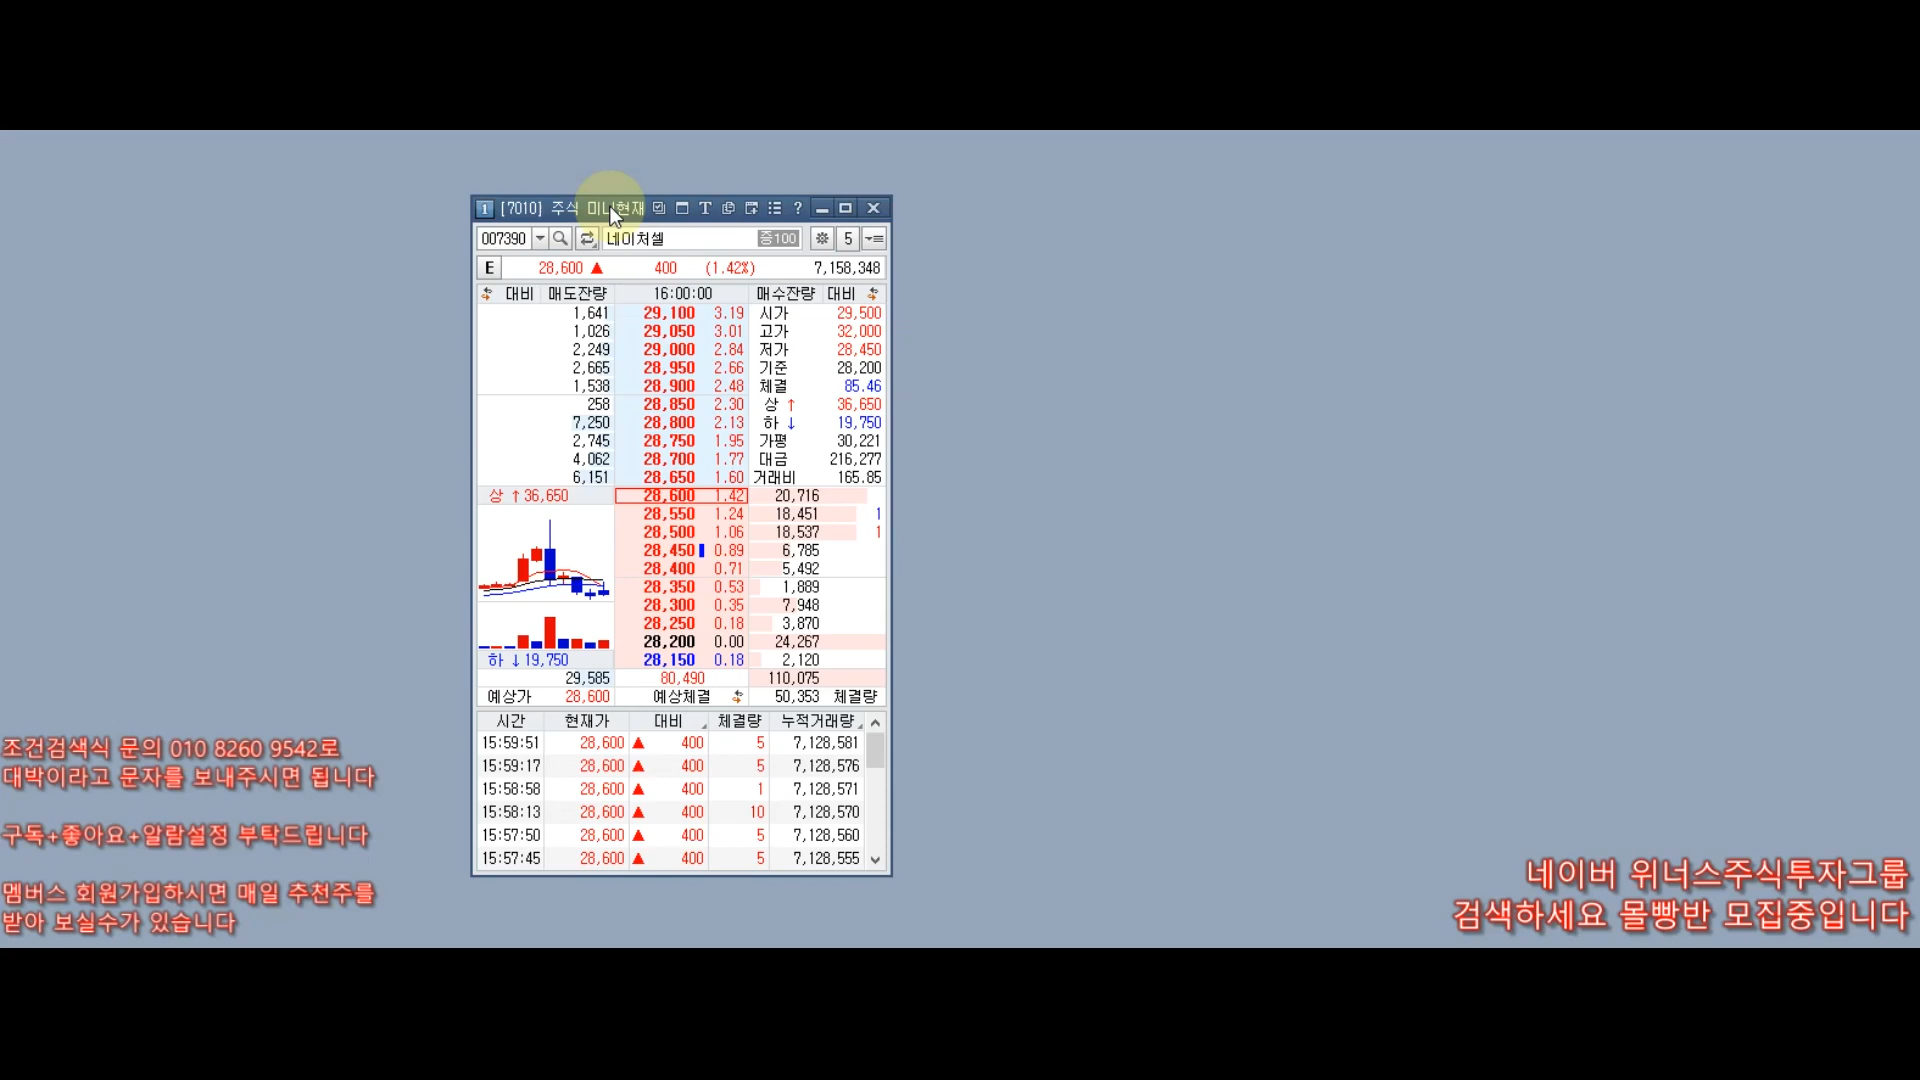 1 [7010] 주식 미니현재 T ?
007390 네이처셀 증100 5
E 28,600 ▲ 400 (1.42%) 7,158,348
대비 매도잔량 16:00:00 매수잔량 대비
1,641 29,100 3.19 시가 29,500
1,026 29,050 3.01 고가 32,000
2,249 29,000 2.84 저가 28,450
2,665 28,950 2.66 기준 28,200
1,538 28,900 2.48 체결 85.46
258 28,850 2.30 상 ↑ 36,650
7,250 28,800 2.13 하 ↓ 19,750
2,745 28,750 1.95 가평 30,221
4,062 28,700 1.77 대금 216,277
6,151 28,650 1.60 거래비 165.85
상 ↑ 36,650 28,600 1.42 20,716
28,550 1.24 18,451 1
28,500 1.06 18,537 1
28,450 0.89 6,785
28,400 0.71 5,492
28,350 0.53 1,889
28,300 0.35 7,948
28,250 0.18 3,870
28,200 0.00 24,267
하 ↓ 19,750 28,150 0.18 2,120
29,585 80,490 110,075
예상가 28,600 예상체결 50,353 체결량
시간 현재가 대비 체결량 누적거래량
15:59:51 28,600 ▲ 400 5 7,128,581
15:59:17 28,600 ▲ 400 5 7,128,576
15:58:58 28,600 ▲ 400 1 7,128,571
15:58:13 28,600 ▲ 400 10 7,128,570
15:57:50 28,600 ▲ 400 5 7,128,560
15:57:45 28,600 ▲ 400 5 7,128,555
조건검색식 문의 010 8260 9542로
대박이라고 문자를 보내주시면 됩니다
구독+좋아요+알람설정 부탁드립니다
멤버스 회원가입하시면 매일 추천주를
받아 보실수가 있습니다
네이버 위너스주식투자그룹
검색하세요 몰빵반 모집중입니다